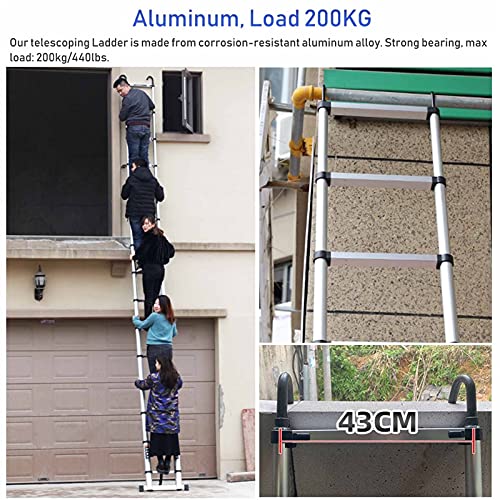 Aluminum, Load 200KG
Our telescoping Ladder is made from corrosion-resistant aluminum alloy. Strong bearing, max
load: 200kg/440lbs.
43CM